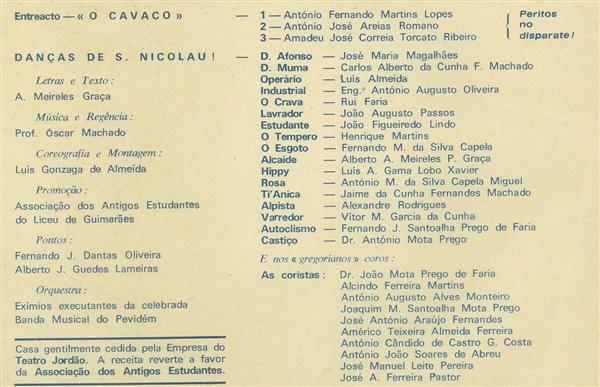 Entreacto — « O CAVACO » — 1 — António Fernando Martins Lopes
2 — António José Areias Romano
3 — Amadeu José Correia Torcato Ribeiro
Peritos
no
disparate!
DANÇAS DE S. NICOLAU! —
Letras e Texto:
A. Meireles Graça
Música e Regência:
Prof. Óscar Machado
Coreografia e Montagem:
Luís Gonzaga de Almeida
Promoção:
Associação dos Antigos Estudantes
do Liceu de Guimarães
Pontos:
Fernando J. Dantas Oliveira
Alberto J. Guedes Lameiras
Orquestra:
Exímios executantes da celebrada
Banda Musical do Pevidém
Casa gentilmente cedida pela Empresa do
Teatro Jordão. A receita reverte a favor
da Associação dos Antigos Estudantes.
D. Afonso — José Maria Magalhães
D. Muma — Carlos Alberto da Cunha F. Machado
Operário — Luís Almeida
Industrial — Eng.º António Augusto Oliveira
O Crava — Rui Faria
Lavrador — João Augusto Passos
Estudante — João Figueiredo Lindo
O Tempero — Henrique Martins
O Esgoto — Fernando M. da Silva Capela
Alcaide — Alberto A. Meireles P. Graça
Hippy — Luís A. Gama Lobo Xavier
Rosa — António M. da Silva Capela Miguel
Ti'Anica — Jaime da Cunha Fernandes Machado
Alpista — Alexandre Rodrigues
Varredor — Vítor M. Garcia da Cunha
Autoclismo — Fernando J. Santoalha Prego de Faria
Castiço — Dr. António Mota Prego
E nos « gregorianos » coros:
As coristas: Dr. João Mota Prego de Faria
Alcindo Ferreira Martins
António Augusto Alves Monteiro
Joaquim M. Santoalha Mota Prego
José António Araújo Fernandes
Américo Teixeira Almeida Ferreira
António Cândido de Castro G. Costa
António João Soares de Abreu
José Manuel Leite Pereira
José A. Ferreira Pastor